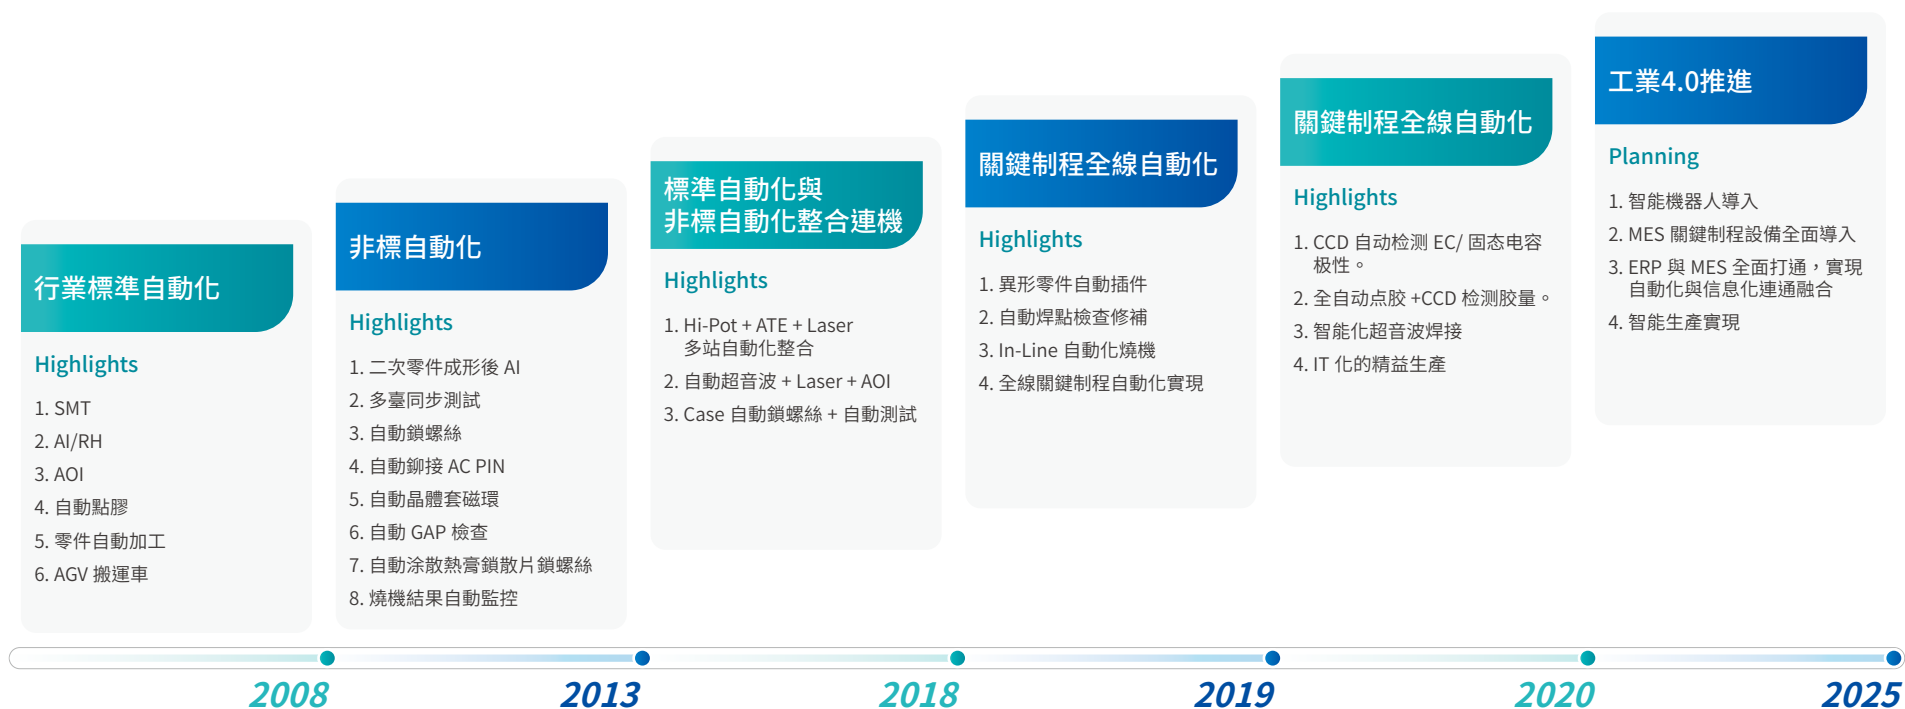 行業標準自動化
Highlights
1. SMT
2. AI/RH
3. AOI
4. 自動點膠
5. 零件自動加工
6. AGV 搬運車
2008
非標自動化
Highlights
1. 二次零件成形後 AI
2. 多臺同步測試
3. 自動鎖螺絲
4. 自動鉚接 AC PIN
5. 自動晶體套磁環
6. 自動 GAP 檢查
7. 自動涂散熱膏鎖散片鎖螺絲
8. 燒機結果自動監控
2013
標準自動化與
非標自動化整合連機
Highlights
1. Hi-Pot + ATE + Laser
多站自動化整合
2. 自動超音波 + Laser + AOI
3. Case 自動鎖螺絲 + 自動測試
2018
關鍵制程全線自動化
Highlights
1. 異形零件自動插件
2. 自動焊點檢查修補
3. In-Line 自動化燒機
4. 全線關鍵制程自動化實現
2019
關鍵制程全線自動化
Highlights
1. CCD 自动检测 EC/ 固态电容
极性。
2. 全自动点胶 +CCD 检测胶量。
3. 智能化超音波焊接
4. IT 化的精益生產
2020
工業4.0推進
Planning
1. 智能機器人導入
2. MES 關鍵制程設備全面導入
3. ERP 與 MES 全面打通，實現
自動化與信息化連通融合
4. 智能生產實現
2025